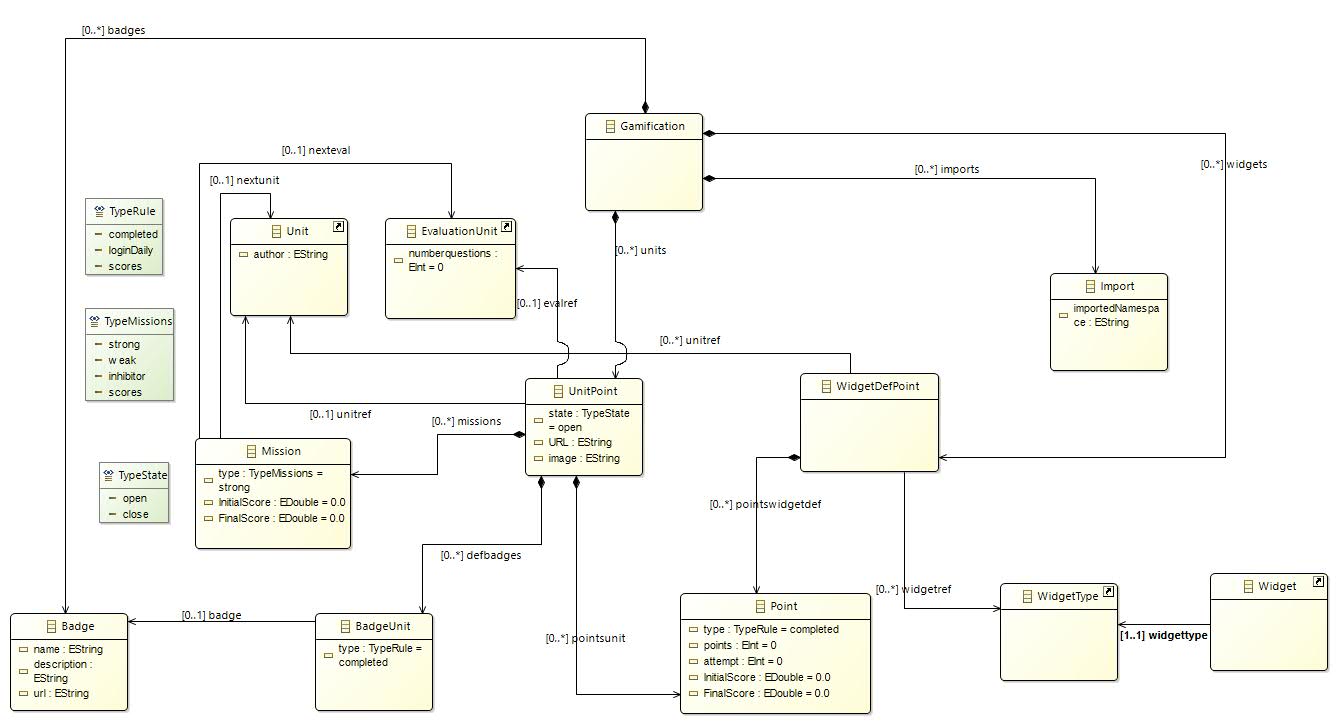 [0..*] badges
Gamification
[0..1] nexteval
[0..*] widgets
[0..*] imports
[0..1] nextunit
TypeRule
completed
loginDaily
scores
Unit
author : EString
EvaluationUnit
numberquestions :
EInt = 0
[0..*] units
Import
importedNamespa
ce : EString
[0..1] evalref
TypeMissions
strong
weak
inhibitor
scores
[0..*] unitref
UnitPoint
state : TypeState
= open
URL : EString
image : EString
WidgetDefPoint
[0..1] unitref
[0..*] missions
Mission
type : TypeMissions =
strong
InitialScore : EDouble = 0.0
FinalScore : EDouble = 0.0
TypeState
open
close
[0..*] pointswidgetdef
[0..*] defbadges
[0..*] widgetref
WidgetType
Widget
[1..1] widgettype
Badge
name : EString
description :
EString
url : EString
[0..1] badge
BadgeUnit
type : TypeRule =
completed
[0..*] pointsunit
Point
type : TypeRule = completed
points : EInt = 0
attempt : EInt = 0
InitialScore : EDouble = 0.0
FinalScore : EDouble = 0.0